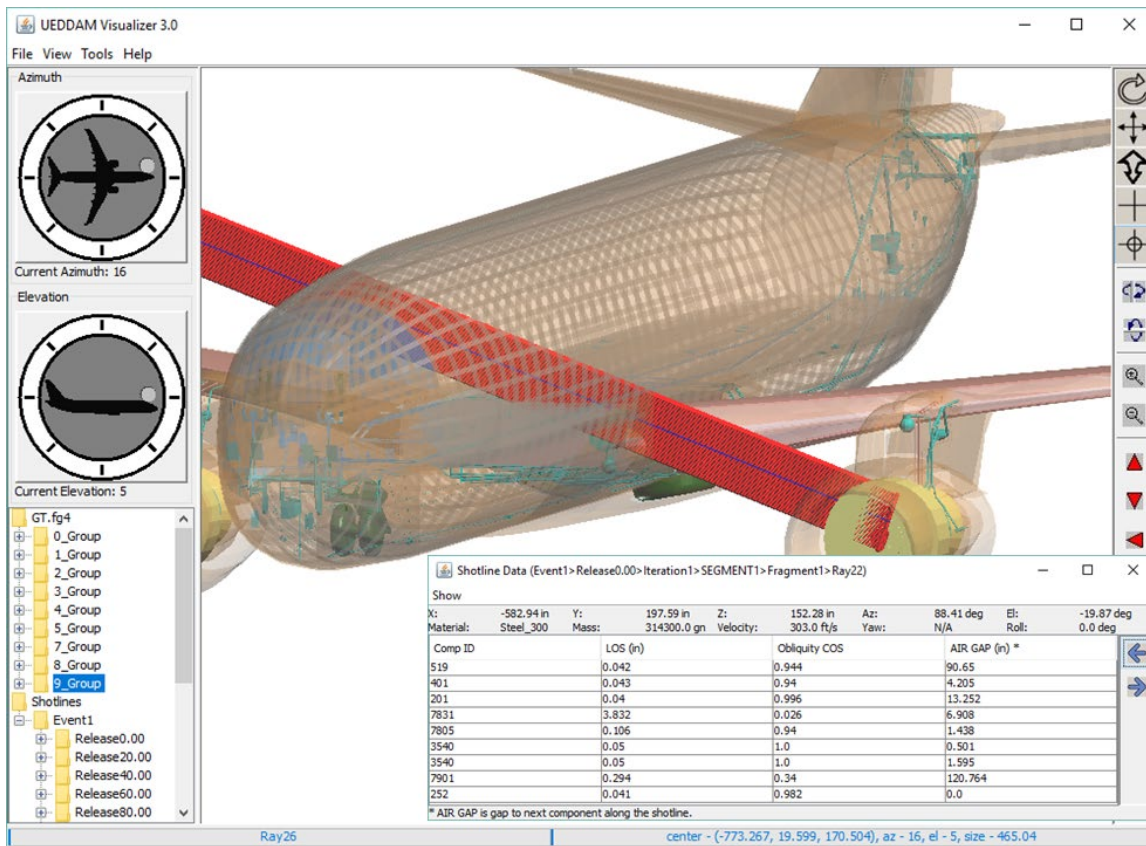 UEDDAM Visualizer 3.0
File View Tools Help
Azimuth
Current Azimuth: 16
Elevation
Current Elevation: 5
GT.fg4
0_Group
1_Group
2_Group
3_Group
4_Group
5_Group
7_Group
8_Group
9_Group
Shotlines
Event1
Release0.00
Release20.00
Release40.00
Release60.00
Release80.00
Shotline Data (Event1>Release0.00>Iteration1>SEGMENT1>Fragment1>Ray22)
Show
X: -582.94 in Y: 197.59 in Z: 152.28 in Az: 88.41 deg El: -19.87 deg
Material: Steel_300 Mass: 314300.0 gn Velocity: 303.0 ft/s Yaw: N/A Roll: 0.0 deg
Comp ID LOS (in) Obliquity COS AIR GAP (in) *
519 0.042 0.944 90.65
401 0.043 0.94 4.205
201 0.04 0.996 13.252
7831 3.832 0.026 6.908
7805 0.106 0.94 1.438
3540 0.05 1.0 0.501
3540 0.05 1.0 1.595
7901 0.294 0.34 120.764
252 0.041 0.982 0.0
* AIR GAP is gap to next component along the shotline.
Ray26 center - (-773.267, 19.599, 170.504), az - 16, el - 5, size - 465.04